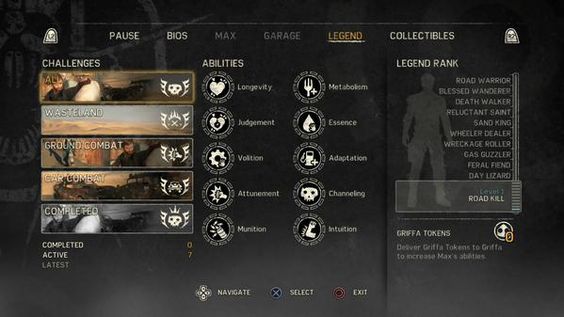 PAUSE BIOS MAX GARAGE LEGEND COLLECTIBLES
CHALLENGES
ALL
WASTELAND
GROUND COMBAT
CAR COMBAT
COMPLETED
COMPLETED 0
ACTIVE 7
LATEST
ABILITIES
Longevity Metabolism
Judgement Essence
Volition Adaptation
Attunement Channeling
Munition Intuition
LEGEND RANK
ROAD WARRIOR
BLESSED WANDERER
DEATH WALKER
RELUCTANT SAINT
SAND KING
WHEELER DEALER
WRECKAGE ROLLER
GAS GUZZLER
FERAL FIEND
DAY LIZARD
Level 1
ROAD KILL
GRIFFA TOKENS 0
Deliver Griffa Tokens to Griffa
to increase Max's abilities.
NAVIGATE SELECT EXIT